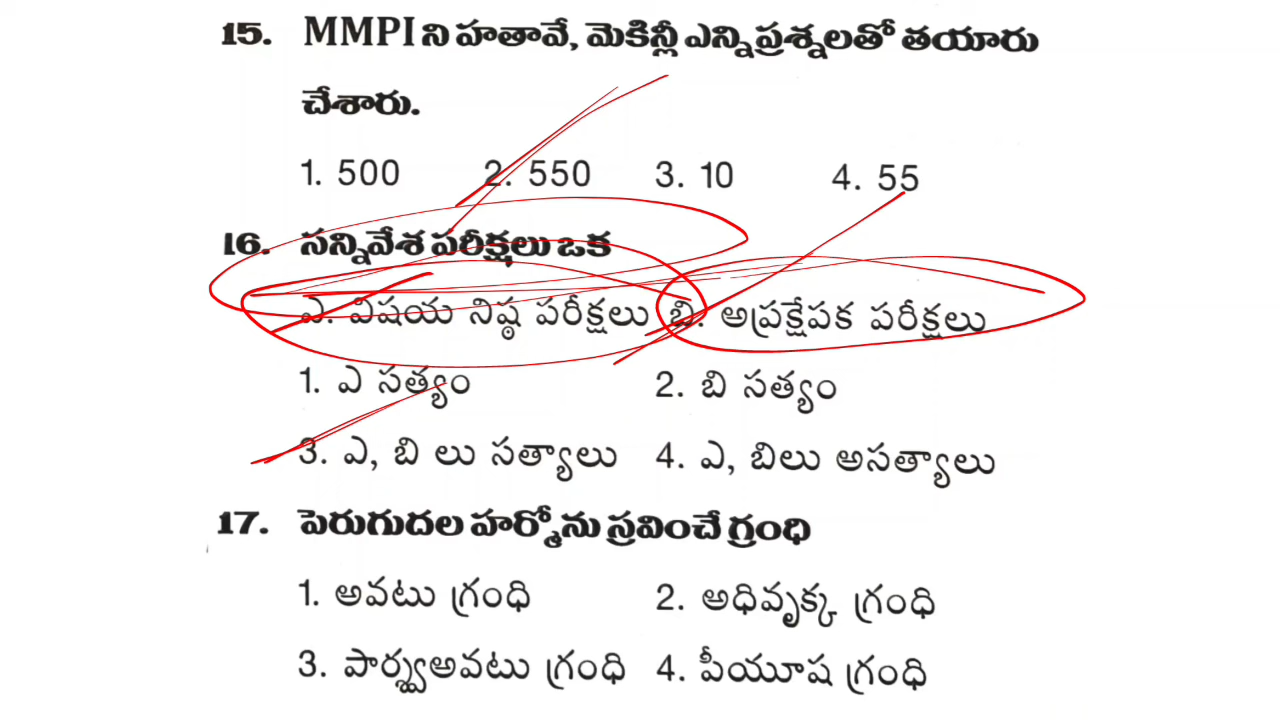 15. MMPI ని హతావే, మెకిన్లీ ఎన్ని ప్రశ్నలతో తయారు
చేశారు.
1. 500 2. 550 3. 10 4. 55
16. సన్నివేశ పరీక్షలు ఒక
ఎ. విషయ నిష్ఠ పరీక్షలు బి. అప్రక్షేపక పరీక్షలు
1. ఎ సత్యం 2. బి సత్యం
3. ఎ, బి లు సత్యాలు 4. ఎ, బిలు అసత్యాలు
17. పెరుగుదల హార్మోను స్రవించే గ్రంధి
1. అవటు గ్రంధి 2. అధివృక్క గ్రంధి
3. పార్శ్వఅవటు గ్రంధి 4. పీయూష గ్రంధి